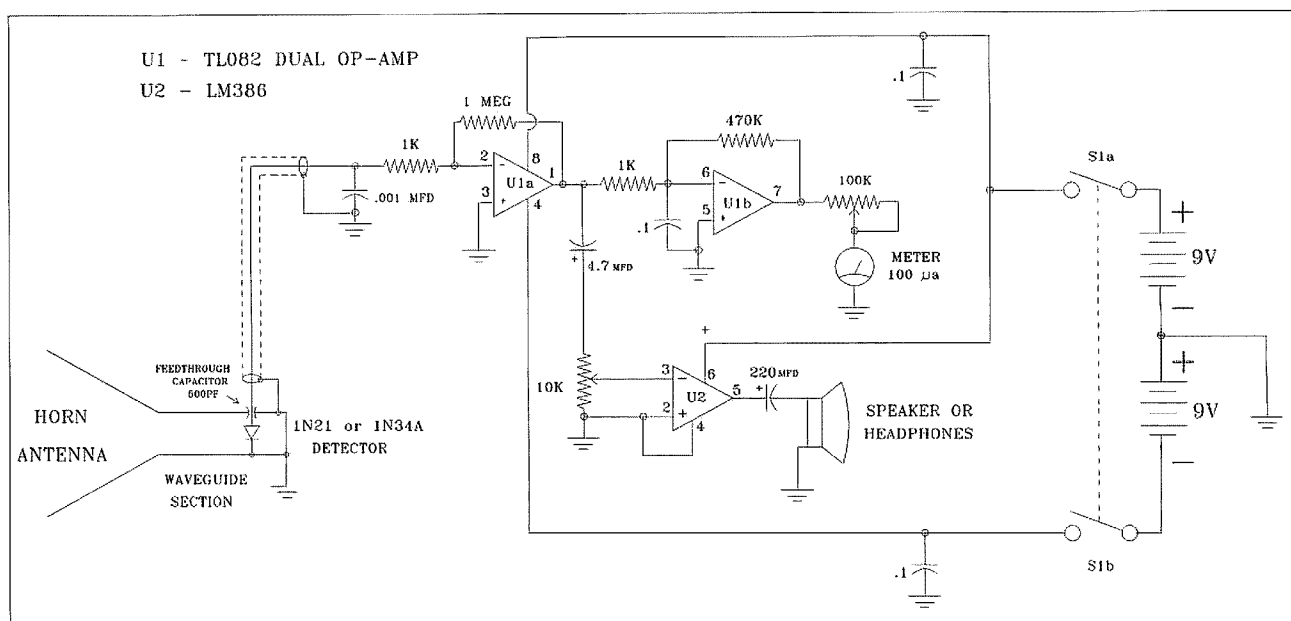 U1 - TL082 DUAL OP-AMP
U2 - LM386
1 MEG
1K
.001 MFD
2
-
3
+
U1a
8
1
4
1K
.1
470K
6
-
5
+
U1b
7
100K
METER
100 µa
.1
S1a
+
9V
-
+
9V
-
4.7 MFD
+
10K
3
-
2
+
U2
+
6
5
4
220 MFD
+
SPEAKER OR
HEADPHONES
FEEDTHROUGH
CAPACITOR
500PF
HORN
ANTENNA
1N21 or 1N34A
DETECTOR
WAVEGUIDE
SECTION
.1
S1b